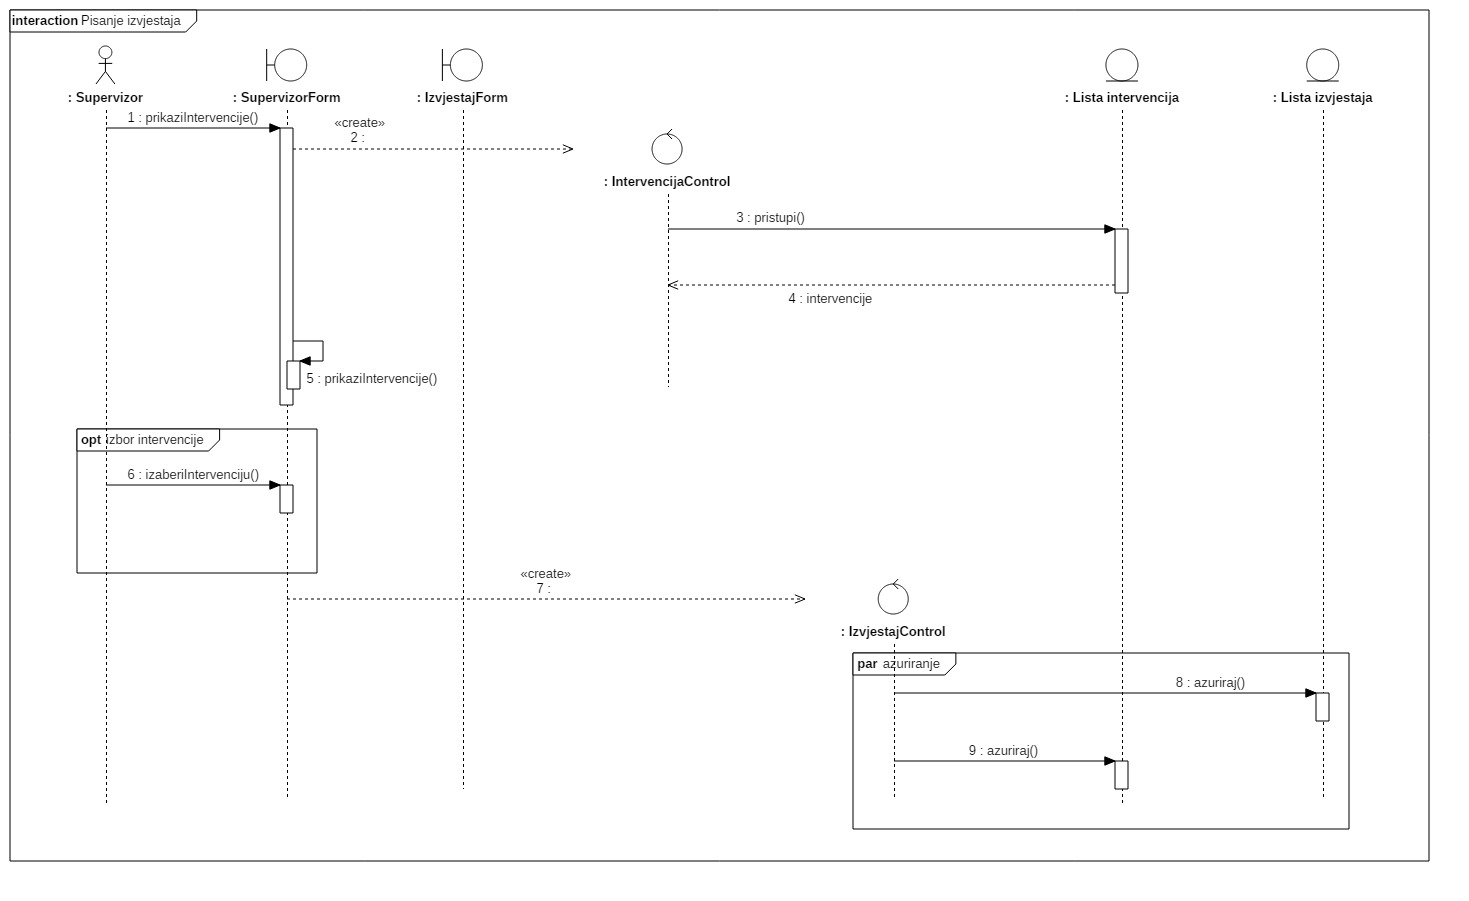 interaction Pisanje izvjestaja
: Supervizor
: SupervizorForm
: IzvjestajForm
: Lista intervencija
: Lista izvjestaja
1 : prikaziIntervencije()
«create»
2 :
: IntervencijaControl
3 : pristupi()
4 : intervencije
5 : prikaziIntervencije()
opt izbor intervencije
6 : izaberiIntervenciju()
«create»
7 :
: IzvjestajControl
par azuriranje
8 : azuriraj()
9 : azuriraj()